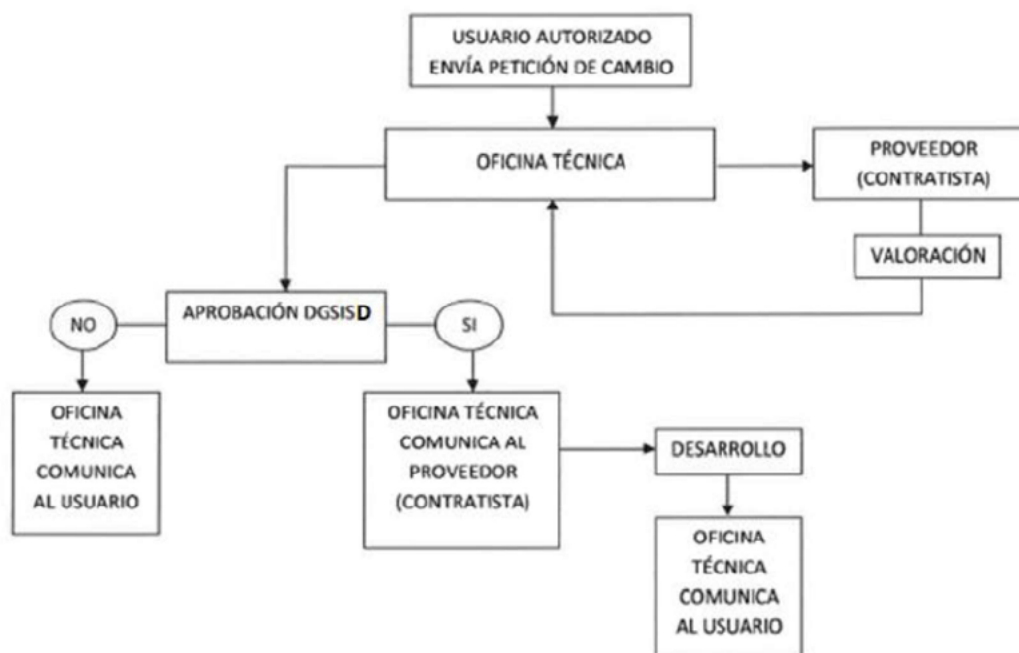 USUARIO AUTORIZADO
ENVÍA PETICIÓN DE CAMBIO
OFICINA TÉCNICA
PROVEEDOR
(CONTRATISTA)
VALORACIÓN
APROBACIÓN DGSISD
NO
SI
OFICINA
TÉCNICA
COMUNICA
AL USUARIO
OFICINA TÉCNICA
COMUNICA AL
PROVEEDOR
(CONTRATISTA)
DESARROLLO
OFICINA
TÉCNICA
COMUNICA
AL USUARIO